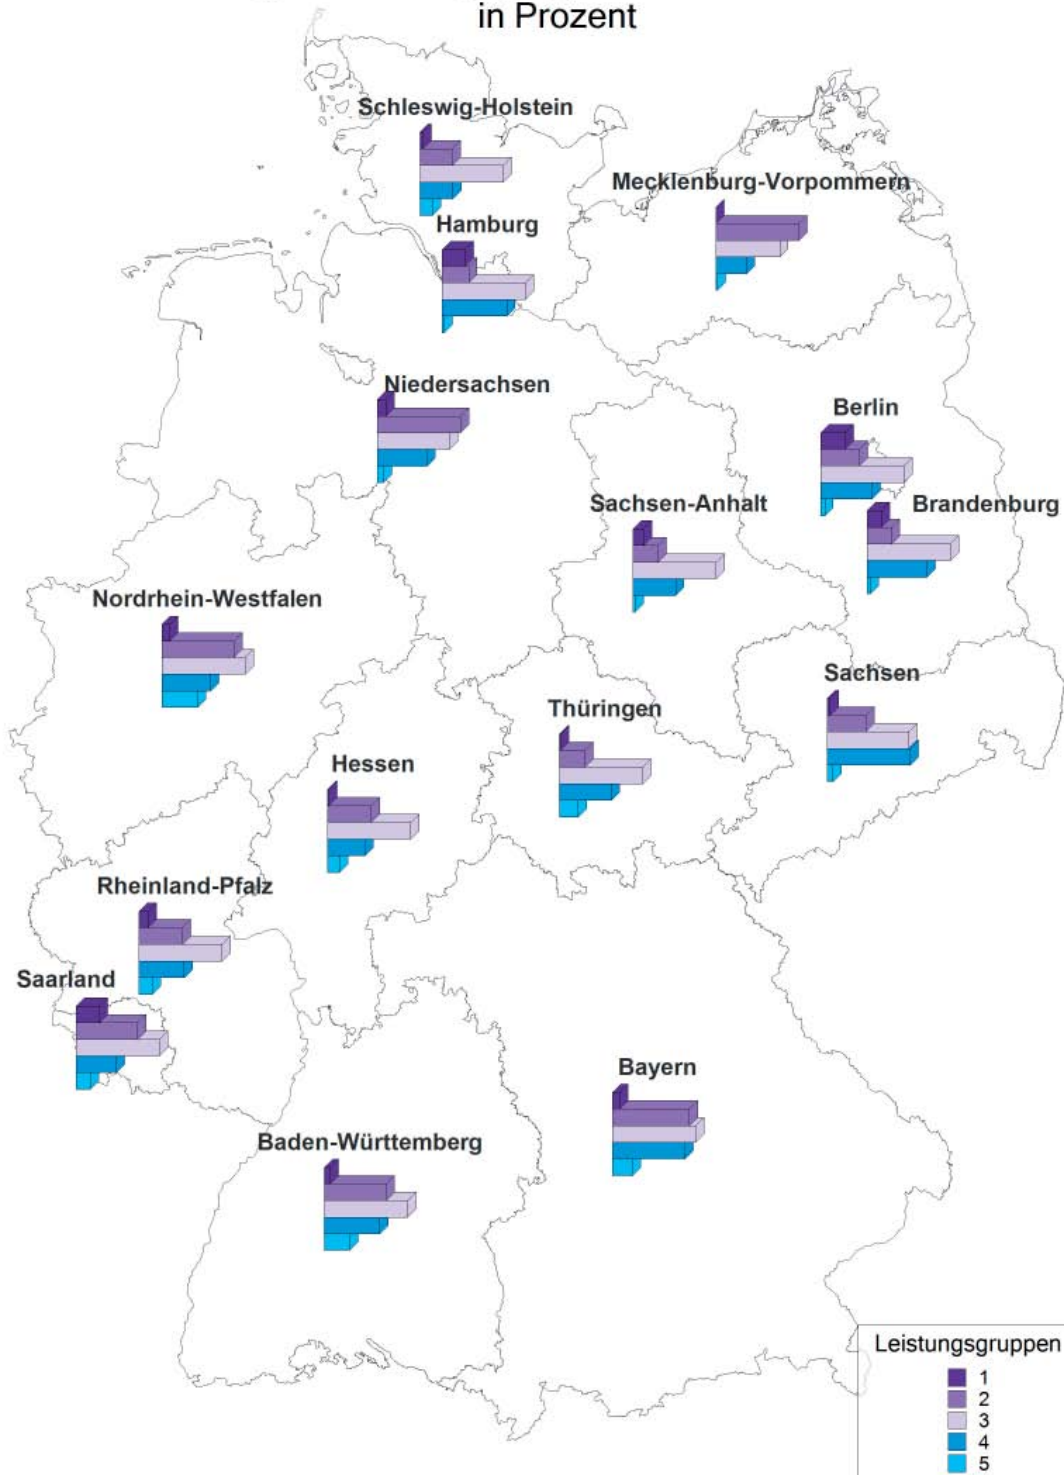 in Prozent
Schleswig-Holstein
Mecklenburg-Vorpommern
Hamburg
Niedersachsen
Berlin
Sachsen-Anhalt
Brandenburg
Nordrhein-Westfalen
Sachsen
Thüringen
Hessen
Rheinland-Pfalz
Saarland
Bayern
Baden-Württemberg
Leistungsgruppen
1
2
3
4
5